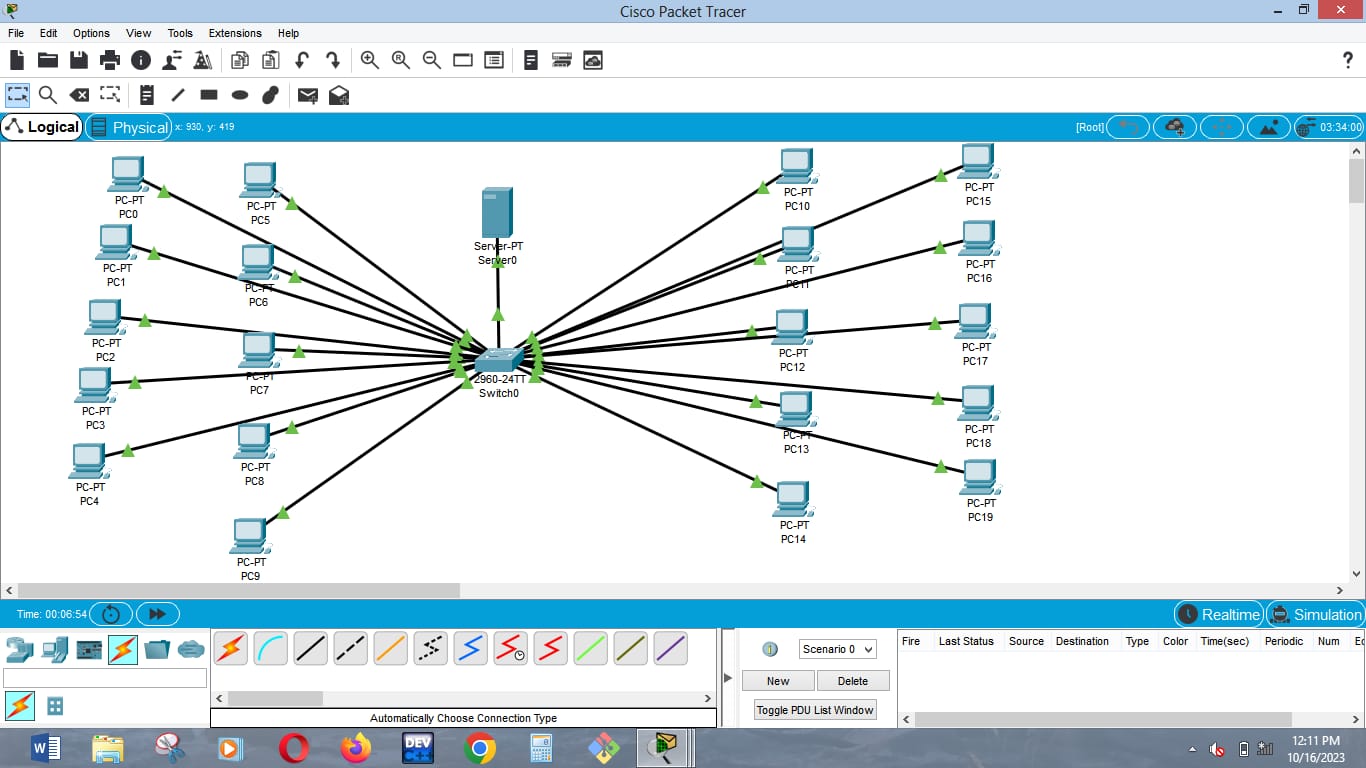 Cisco Packet Tracer
File Edit Options View Tools Extensions Help
Logical
Physical
x: 930, y: 419
[Root]
03:34:00
PC-PT
PC0
PC-PT
PC5
Server-PT
Server0
PC-PT
PC10
PC-PT
PC15
PC-PT
PC1
PC-PT
PC6
PC-PT
PC11
PC-PT
PC16
PC-PT
PC2
PC-PT
PC7
2960-24TT
Switch0
PC-PT
PC12
PC-PT
PC17
PC-PT
PC3
PC-PT
PC8
PC-PT
PC13
PC-PT
PC18
PC-PT
PC4
PC-PT
PC9
PC-PT
PC14
PC-PT
PC19
Time: 00:06:54
Realtime
Simulation
Scenario 0
New
Delete
Toggle PDU List Window
Fire Last Status Source Destination Type Color Time(sec) Periodic Num Ec
Automatically Choose Connection Type
W
DEV
C++
12:11 PM
10/16/2023